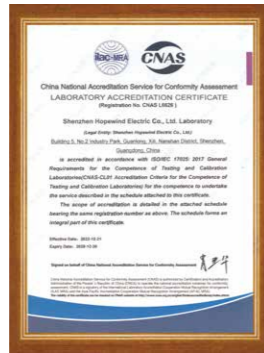 ilac-MRA
CNAS
China National Accreditation Service for Conformity Assessment
LABORATORY ACCREDITATION CERTIFICATE
(Registration No. CNAS
Shenzhen Hopewind Electric Co., Ltd. Laboratory
(Legal Entity: Shenzhen Hopewind Electric Co., Ltd.)
Building 5, No.2 Industry Park, Guanlong, Xili, Nanshan District, Shenzhen,
Guangdong, China
is accredited in accordance with ISO/IEC 17025: 2017 General
Requirements for the Competence of Testing and Calibration
Laboratories(CNAS-CL01 Accreditation Criteria for the Competence of
Testing and Calibration Laboratories) for the competence to undertake
the service described in the schedule attached to this certificate.
The scope of accreditation is detailed in the attached schedule
bearing the same registration number as above. The schedule forms an
integral part of this certificate.
Effective Date:
Expiry Date:
Signed on behalf of China National Accreditation Service for Conformity Assessment